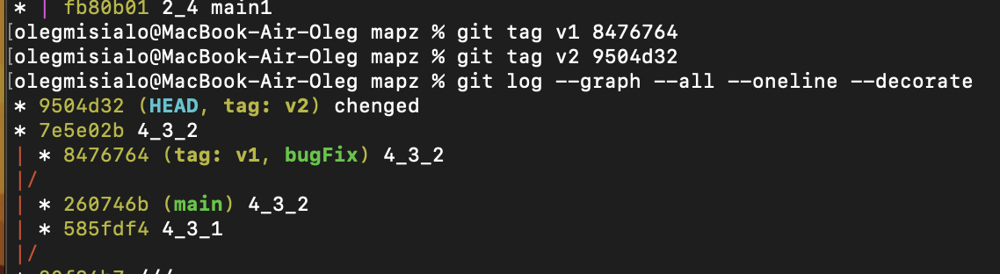 * | fb80b01 2_4 main1
[olegmisialo@MacBook-Air-Oleg mapz % git tag v1 8476764
[olegmisialo@MacBook-Air-Oleg mapz % git tag v2 9504d32
[olegmisialo@MacBook-Air-Oleg mapz % git log --graph --all --oneline --decorate
* 9504d32 (HEAD, tag: v2) chenged
* 7e5e02b 4_3_2
| * 8476764 (tag: v1, bugFix) 4_3_2
|/
| * 260746b (main) 4_3_2
| * 585fdf4 4_3_1
|/